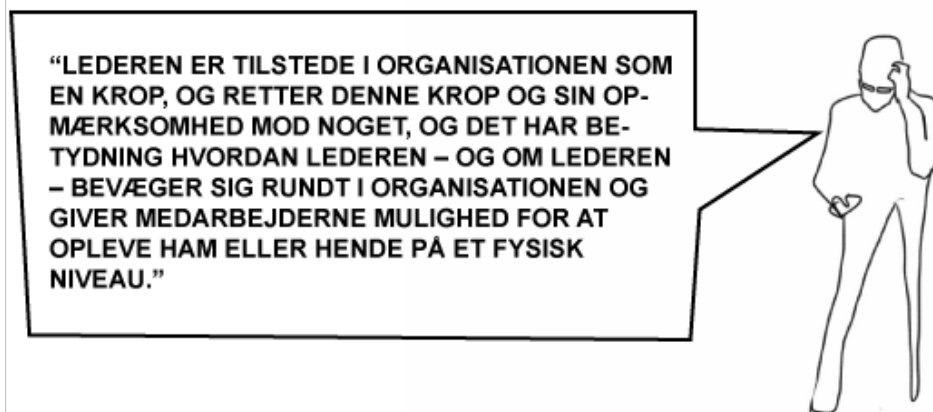 “LEDEREN ER TILSTEDE I ORGANISATIONEN SOM
EN KROP, OG RETTER DENNE KROP OG SIN OP-
MÆRKSOMHED MOD NOGET, OG DET HAR BE-
TYDNING HVORDAN LEDEREN – OG OM LEDEREN
– BEVÆGER SIG RUNDT I ORGANISATIONEN OG
GIVER MEDARBEJDERNE MULIGHED FOR AT
OPLEVE HAM ELLER HENDE PÅ ET FYSISK
NIVEAU.”